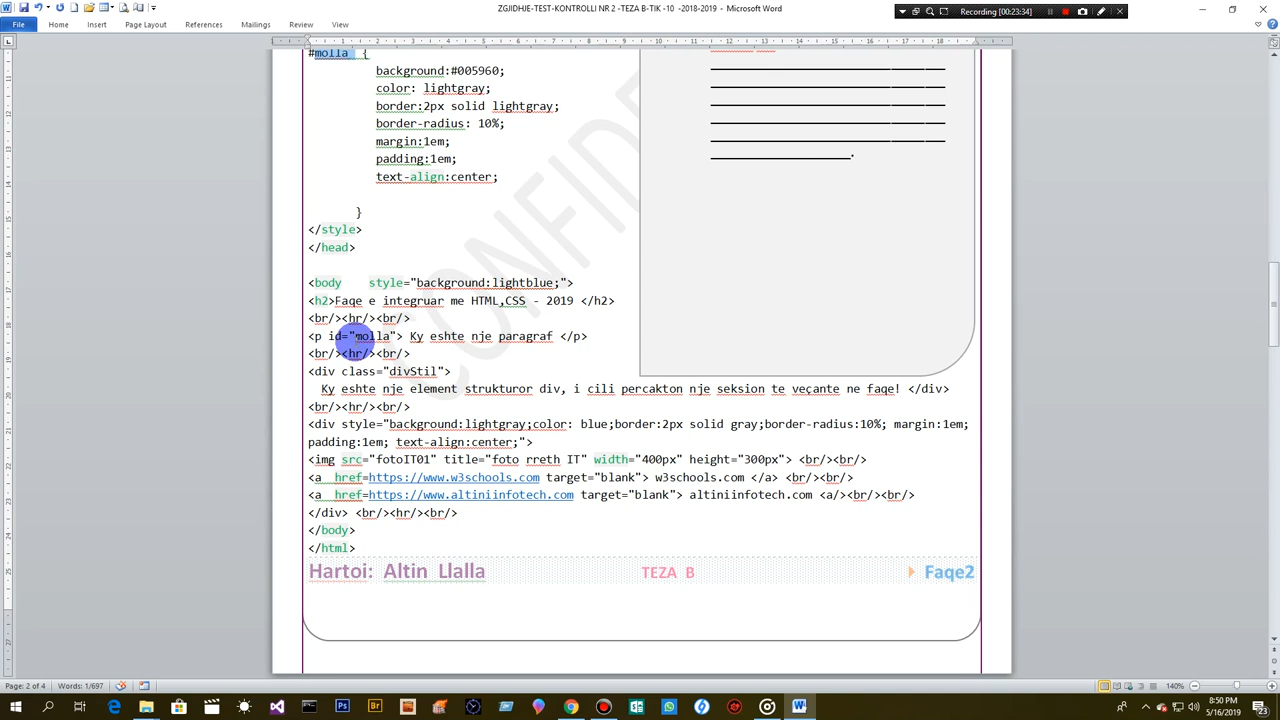 ZGJIDHJE-TEST-KONTROLLI NR 2 -TEZA B-TIK -10 -2018-2019 - Microsoft Word
Recording [00:23:34]
File Home Insert Page Layout References Mailings Review View
#molla {
background:#005960;
color: lightgray;
border:2px solid lightgray;
border-radius: 10%;
margin:1em;
padding:1em;
text-align:center;
}
</style>
</head>
<body style="background:lightblue;">
<h2>Faqe e integruar me HTML,CSS - 2019 </h2>
<br/><hr/><br/>
<p id="molla"> Ky eshte nje paragraf </p>
<br/><hr/><br/>
<div class="divStil">
Ky eshte nje element strukturor div, i cili percakton nje seksion te veçante ne faqe! </div>
<br/><hr/><br/>
<div style="background:lightgray;color: blue;border:2px solid gray;border-radius:10%; margin:1em;
padding:1em; text-align:center;">
<img src="fotoIT01" title="foto rreth IT" width="400px" height="300px"> <br/><br/>
<a href=https://www.w3schools.com target="blank"> w3schools.com </a> <br/><br/>
<a href=https://www.altiniinfotech.com target="blank"> altiniinfotech.com <a/><br/><br/>
</div> <br/><hr/><br/>
</body>
</html>
CONFIDE
Hartoi: Altin Llalla TEZA B Faqe2
Page: 2 of 4 Words: 1/697 140%
8:50 PM
5/16/2019